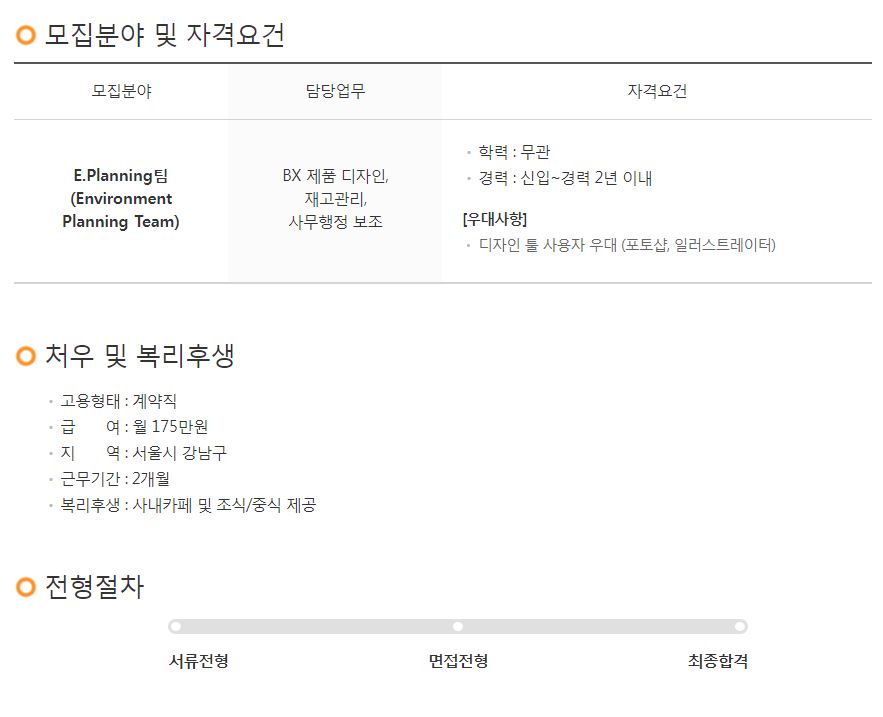 모집분야 및 자격요건
모집분야
담당업무
자격요건
E.Planning팀
(Environment
Planning Team)
BX 제품 디자인,
재고관리,
사무행정 보조
· 학력 : 무관
· 경력 : 신입~경력 2년 이내
[우대사항]
· 디자인 툴 사용자 우대 (포토샵, 일러스트레이터)
처우 및 복리후생
· 고용형태 : 계약직
· 급 여 : 월 175만원
· 지 역 : 서울시 강남구
· 근무기간 : 2개월
· 복리후생 : 사내카페 및 조식/중식 제공
전형절차
서류전형
면접전형
최종합격